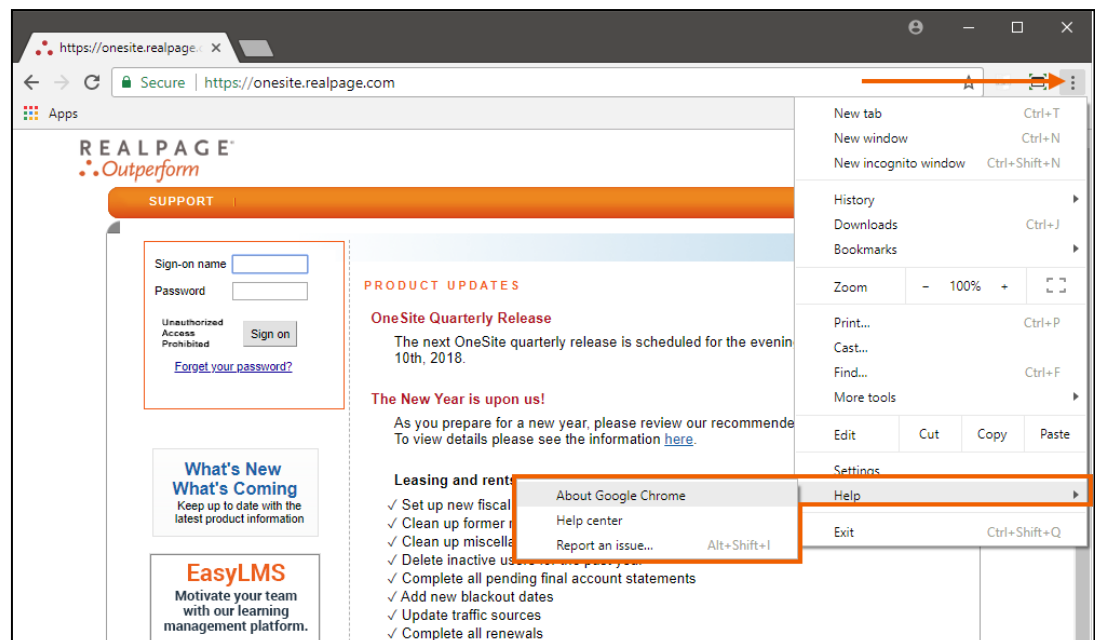 https://onesite.realpage.c
Secure | https://onesite.realpage.com
Apps
REALPAGE
Outperform
SUPPORT
Sign-on name
Password
Unauthorized
Access
Prohibited
Sign on
Forget your password?
What's New
What's Coming
Keep up to date with the
latest product information
EasyLMS
Motivate your team
with our learning
management platform.
PRODUCT UPDATES
OneSite Quarterly Release
The next OneSite quarterly release is scheduled for the evenin
10th, 2018.
The New Year is upon us!
As you prepare for a new year, please review our recommende
To view details please see the information here.
Leasing and rents
✓ Set up new fiscal
✓ Clean up former
✓ Clean up miscella
✓ Delete inactive users for the past year
✓ Complete all pending final account statements
✓ Add new blackout dates
✓ Update traffic sources
✓ Complete all renewals
New tab Ctrl+T
New window Ctrl+N
New incognito window Ctrl+Shift+N
History
Downloads Ctrl+J
Bookmarks
Zoom - 100% +
Print... Ctrl+P
Cast...
Find... Ctrl+F
More tools
Edit Cut Copy Paste
Settings
Help
Exit Ctrl+Shift+Q
About Google Chrome
Help center
Report an issue... Alt+Shift+I